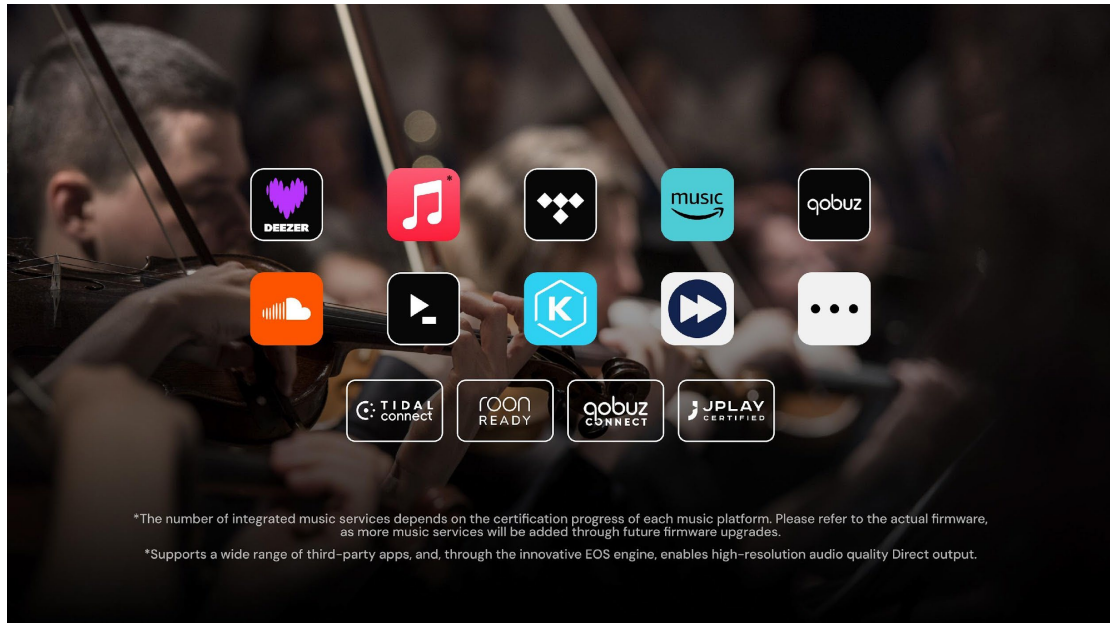 DEEZER
*
music
qobuz
K
TIDAL
connect
roon
READY
qobuz
CONNECT
JPLAY
CERTIFIED
*The number of integrated music services depends on the certification progress of each music platform. Please refer to the actual firmware,
as more music services will be added through future firmware upgrades.
*Supports a wide range of third-party apps, and, through the innovative EOS engine, enables high-resolution audio quality Direct output.